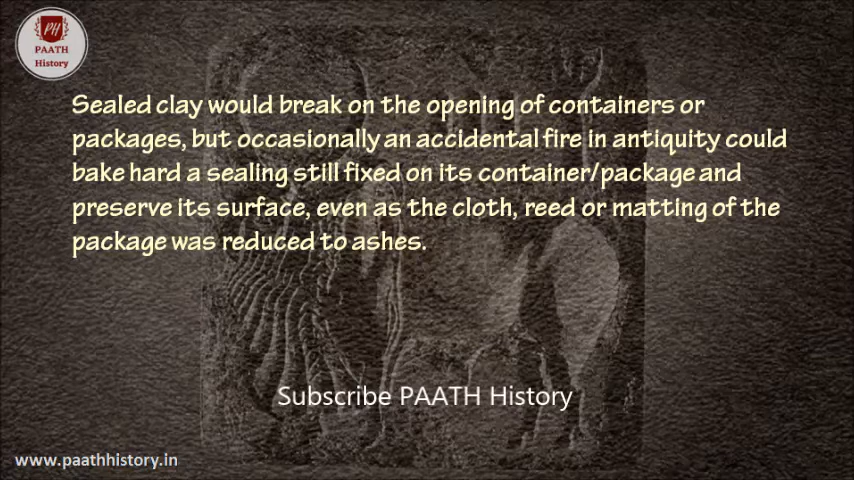 PH
PAATH
History
Sealed clay would break on the opening of containers or
packages, but occasionally an accidental fire in antiquity could
bake hard a sealing still fixed on its container/package and
preserve its surface, even as the cloth, reed or matting of the
package was reduced to ashes.
Subscribe PAATH History
www.paathhistory.in